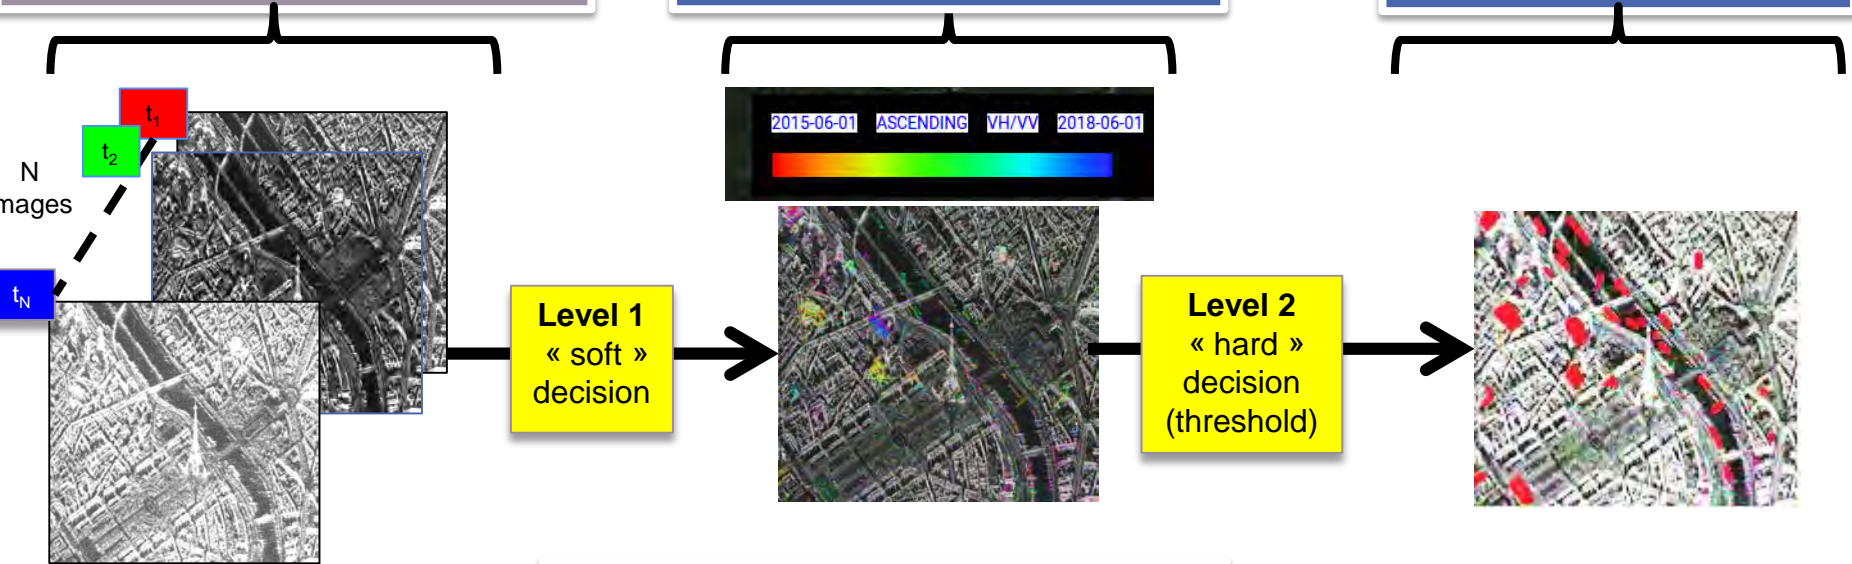 t1
t2
N
mages
tN
2015-06-01 ASCENDING VH/VV 2018-06-01
Level 1
« soft »
decision
Level 2
« hard »
decision
(threshold)